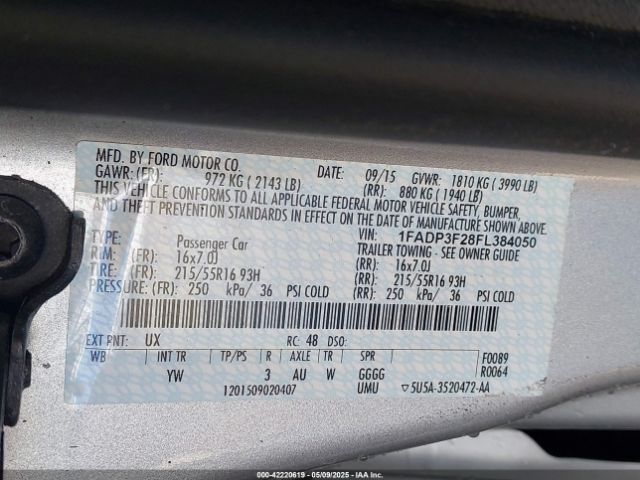 MFD. BY FORD MOTOR CO.
DATE: 09/15 GVWR: 1810 KG ( 3990 LB)
GAWR: (FR): 972 KG ( 2143 LB) (RR): 880 KG ( 1940 LB)
THIS VEHICLE CONFORMS TO ALL APPLICABLE FEDERAL MOTOR VEHICLE SAFETY, BUMPER,
AND THEFT PREVENTION STANDARDS IN EFFECT ON THE DATE OF MANUFACTURE SHOWN ABOVE.
VIN: 1FADP3F28FL384050
TYPE: Passenger Car TRAILER TOWING - SEE OWNER GUIDE
RIM: (FR): 16x7.0J (RR): 16x7.0J
TIRE: (FR): 215/55R16 93H (RR): 215/55R16 93H
PRESSURE: (FR): 250 kPa/ 36 PSI COLD (RR): 250 kPa/ 36 PSI COLD
EXT PNT: UX RC: 48 DSO:
WB INT TR TP/PS R AXLE TR SPR F0089
YW 3 AU W GGGG R0064
1201509020407 UMU ▽5U5A-3520472-AA
000-42220619 - 05/09/2025 - IAAI.COM